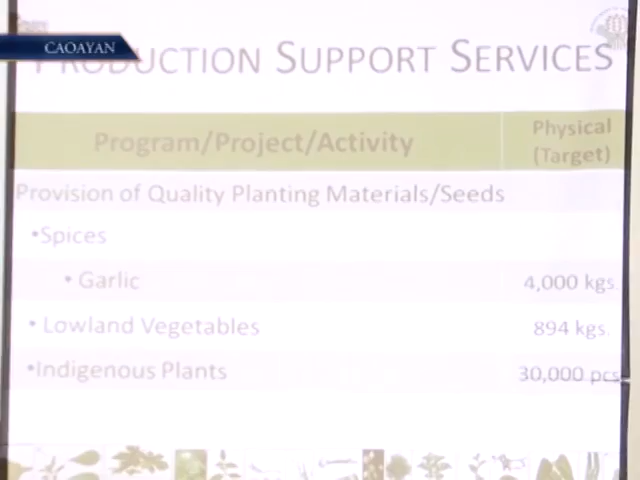 CAOAYAN
PRODUCTION SUPPORT SERVICES
Program/Project/Activity
Physical
(Target)
Provision of Quality Planting Materials/Seeds
•Spices
• Garlic
4,000 kgs.
• Lowland Vegetables
894 kgs.
•Indigenous Plants
30,000 pcs